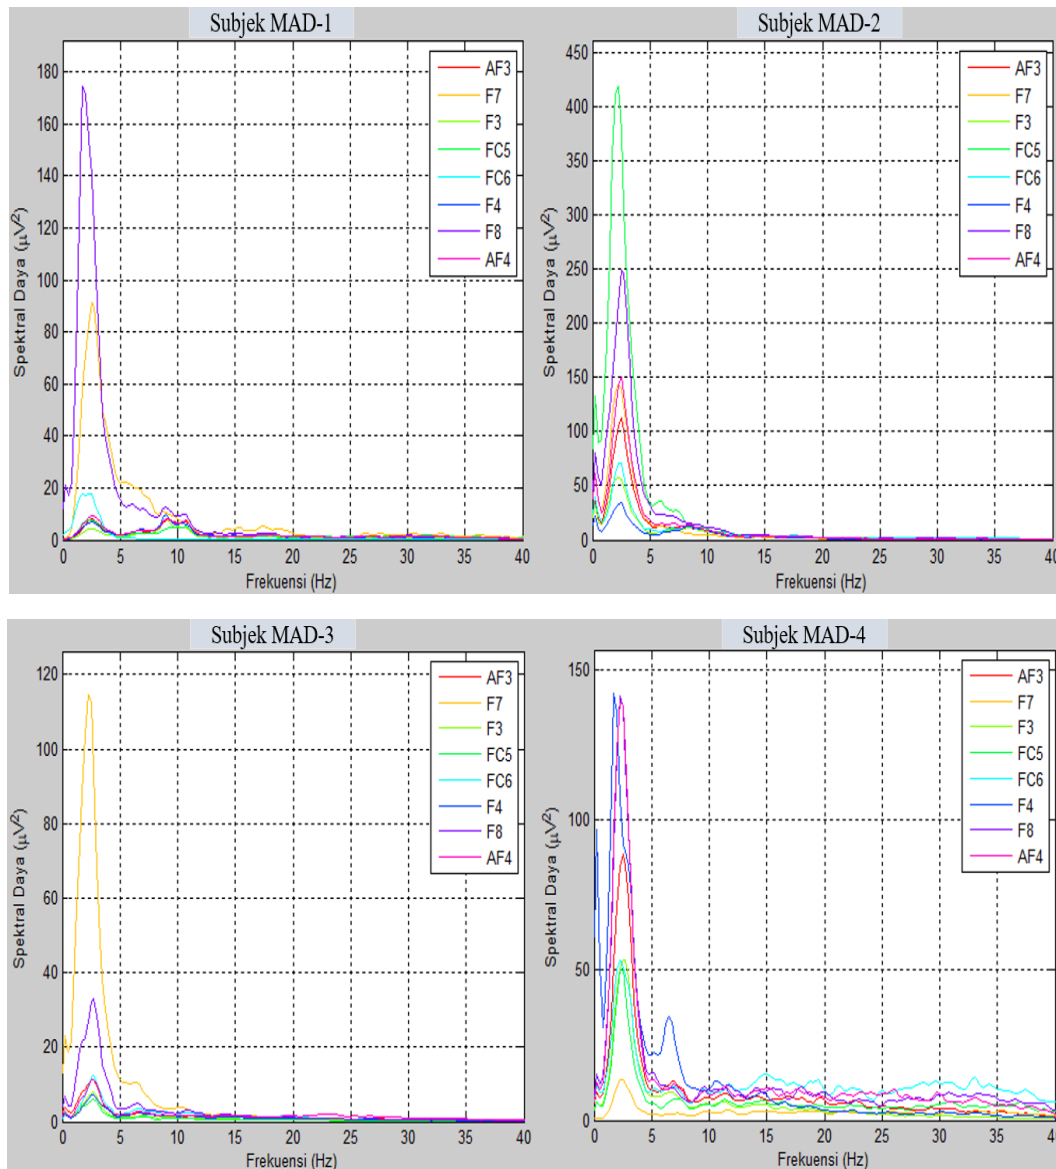 Subjek MAD-1
Spektral Daya (μV²)
180
160
140
120
100
80
60
40
20
0
AF3
F7
F3
FC5
FC6
F4
F8
AF4
0 5 10 15 20 25 30 35 40
Frekuensi (Hz)
Subjek MAD-2
Spektral Daya (μV²)
450
400
350
300
250
200
150
100
50
0
AF3
F7
F3
FC5
FC6
F4
F8
AF4
0 5 10 15 20 25 30 35 40
Frekuensi (Hz)
Subjek MAD-3
Spektral Daya (μV²)
120
100
80
60
40
20
0
AF3
F7
F3
FC5
FC6
F4
F8
AF4
0 5 10 15 20 25 30 35 40
Frekuensi (Hz)
Subjek MAD-4
Spektral Daya (μV²)
150
100
50
0
AF3
F7
F3
FC5
FC6
F4
F8
AF4
0 5 10 15 20 25 30 35 40
Frekuensi (Hz)